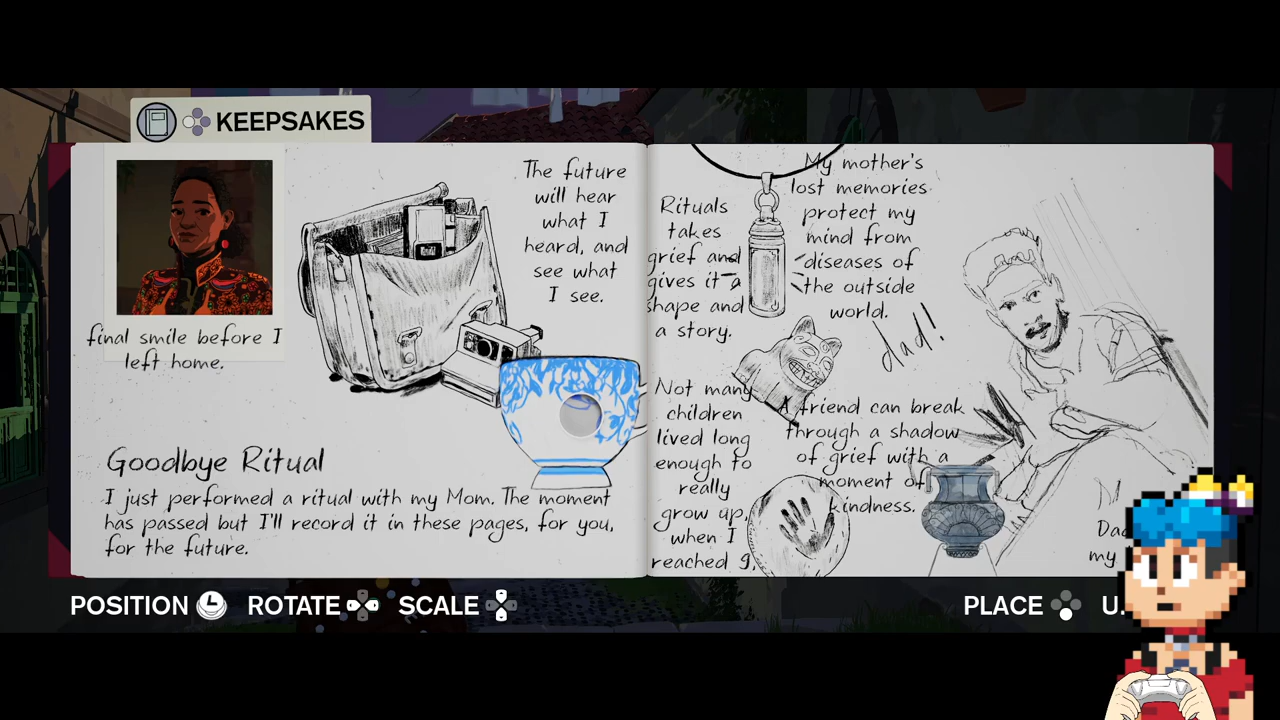 KEEPSAKES
final smile before I
left home.
The future
will hear
what I
heard, and
see what
I see.
Goodbye Ritual
I just performed a ritual with my Mom. The moment
has passed but I'll record it in these pages, for you,
for the future.
Rituals
takes
grief and
gives it a
shape and
a story.
My mother's
lost memories
protect my
mind from
diseases of
the outside
world.
dad!
Not many
children
lived long
enough to
really
grow up,
when I
reached 9,
A friend can break
through a shadow
of grief with a
moment of
kindness.
my
POSITION
ROTATE
SCALE
PLACE